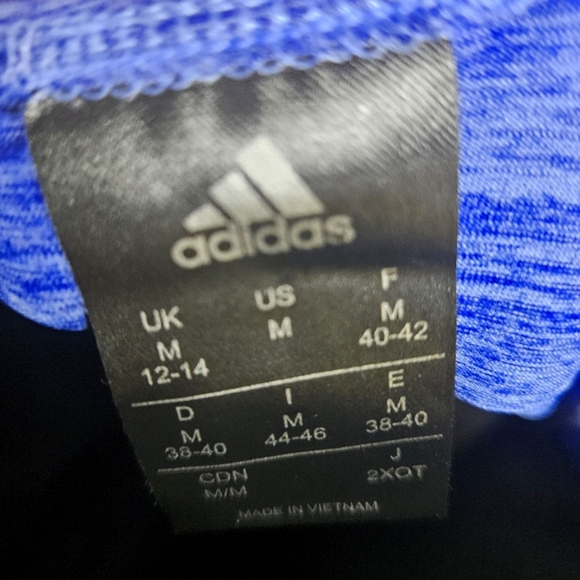 adidas
UK US F
M M M
12-14 40-42
D I E
M M M
38-40 44-46 38-40
CDN J
M/M 2XOT
MADE IN VIETNAM